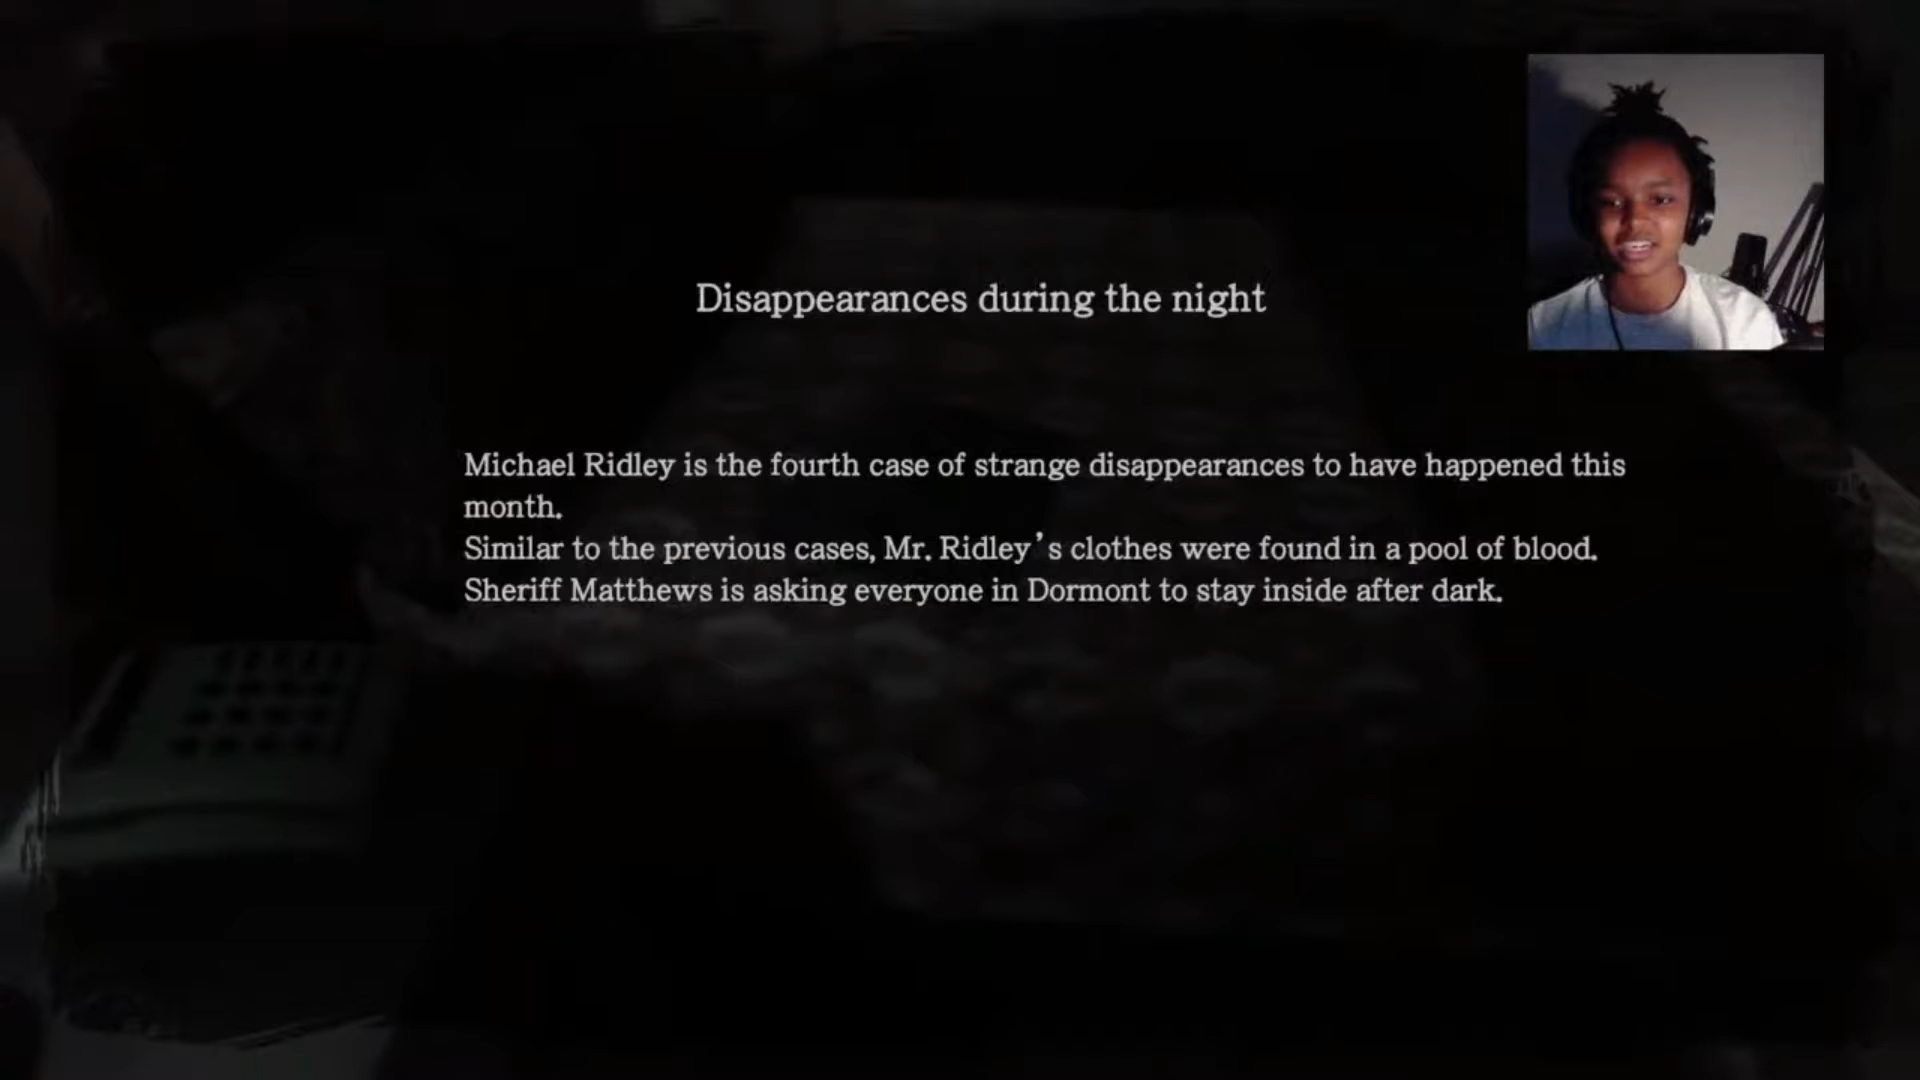 Disappearances during the night
Michael Ridley is the fourth case of strange disappearances to have happened this
month.
Similar to the previous cases, Mr. Ridley's clothes were found in a pool of blood.
Sheriff Matthews is asking everyone in Dormont to stay inside after dark.